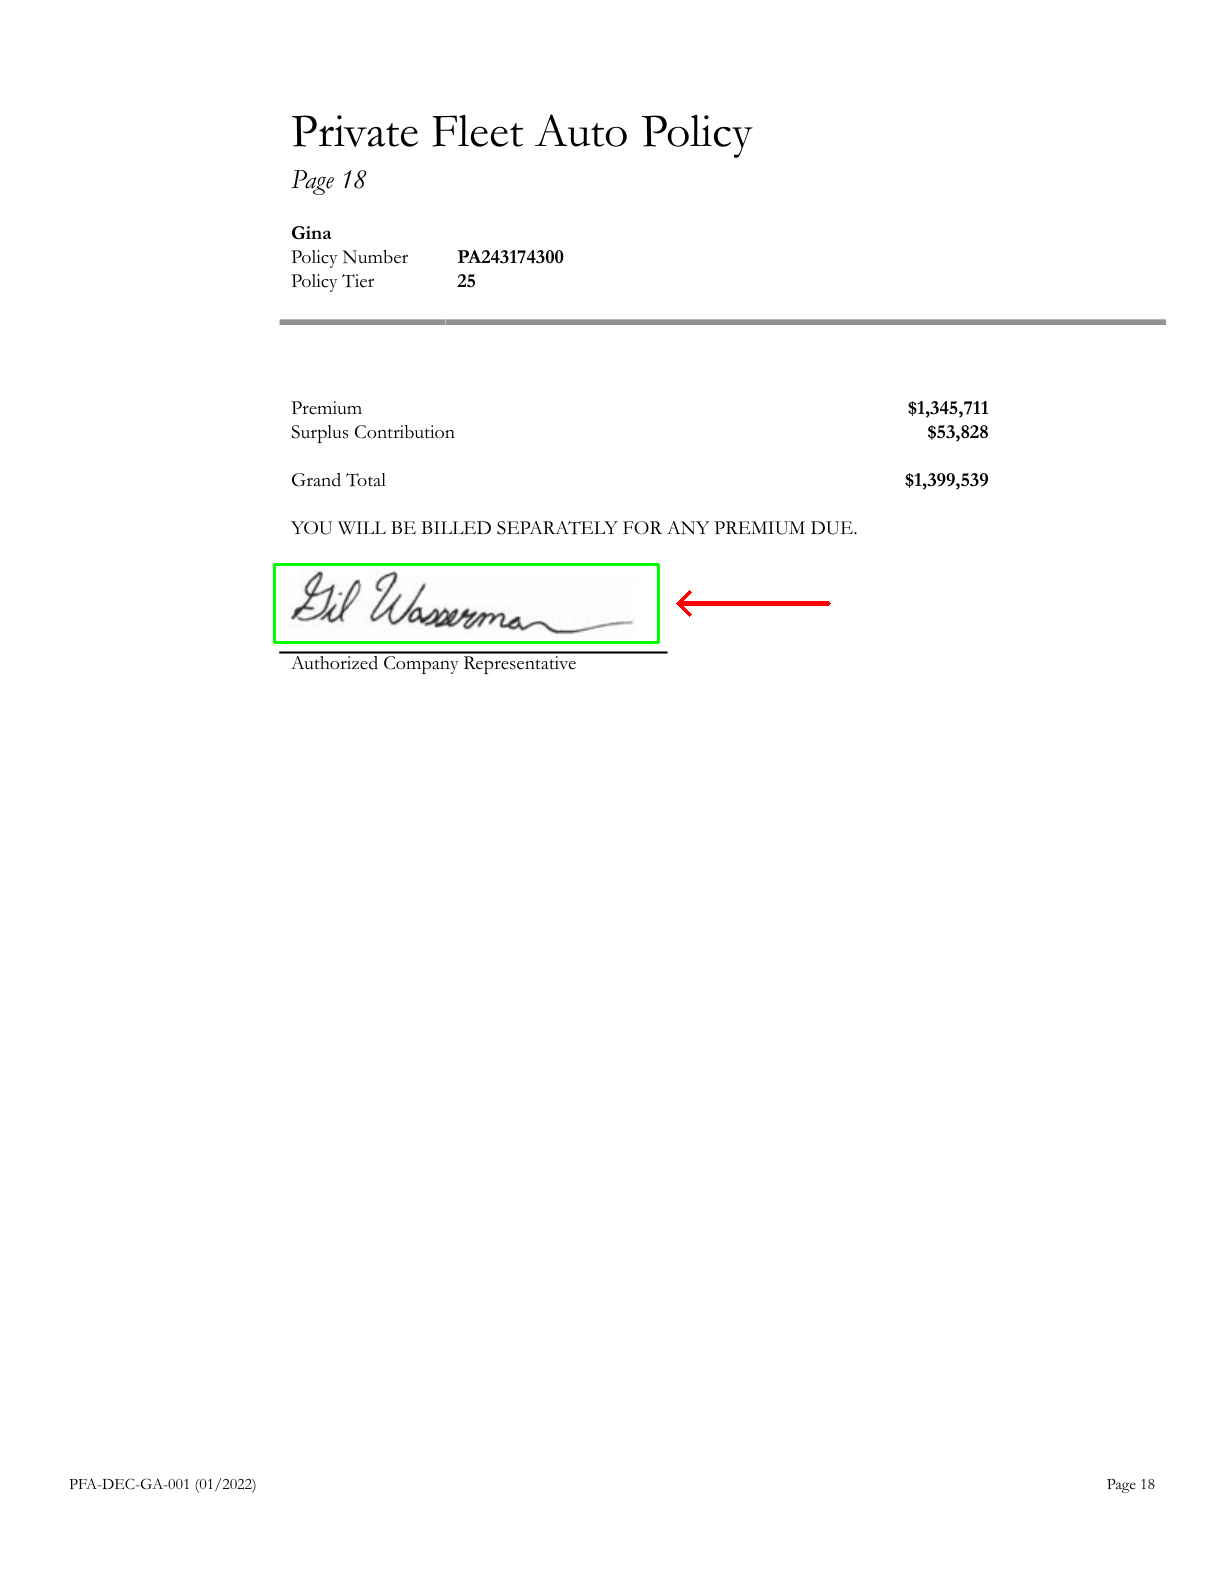 Private Fleet Auto Policy
Page 18
Gina
Policy Number PA243174300
Policy Tier 25
Premium $1,345,711
Surplus Contribution $53,828
Grand Total $1,399,539
YOU WILL BE BILLED SEPARATELY FOR ANY PREMIUM DUE.
Gil Wasserman
Authorized Company Representative
PFA-DEC-GA-001 (01/2022) Page 18